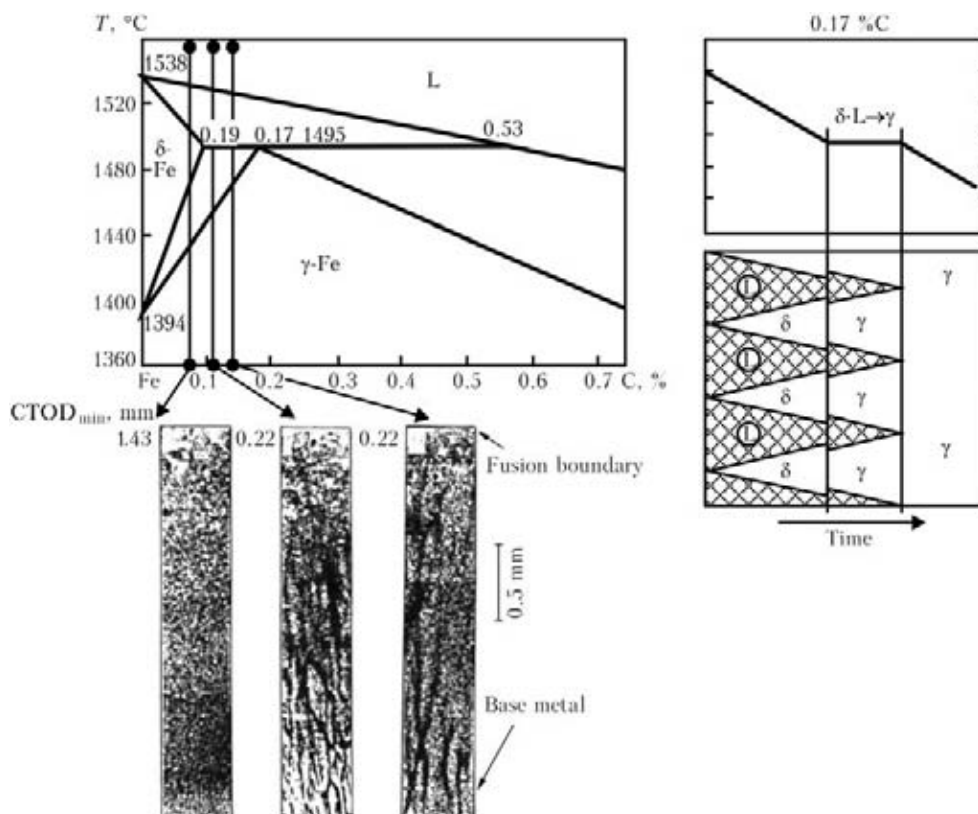 T, °C
1538
1520
1480
1440
1400
1394
1360
L
0.19
0.17 1495
0.53
δ-
Fe
γ-Fe
Fe
0.1
0.2
0.3
0.4
0.5
0.6
0.7 C, %
CTOD min, mm
1.43
0.22
0.22
Fusion boundary
0.5 mm
Base metal
0.17 %C
δ-L→γ
L
δ
γ
γ
L
δ
γ
L
δ
γ
γ
Time